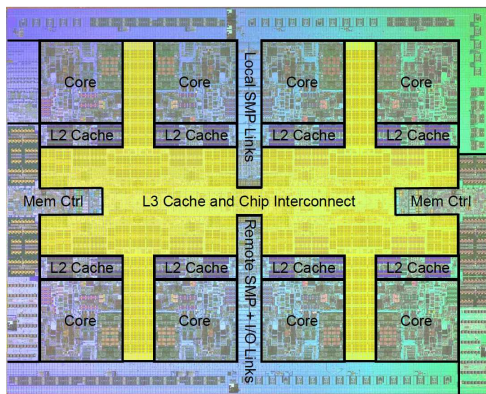 Core
Core
Core
Core
L2 Cache
L2 Cache
L2 Cache
L2 Cache
Local SMP Links
Mem Ctrl
L3 Cache and Chip Interconnect
Mem Ctrl
Remote SMP + I/O Links
L2 Cache
L2 Cache
L2 Cache
L2 Cache
Core
Core
Core
Core